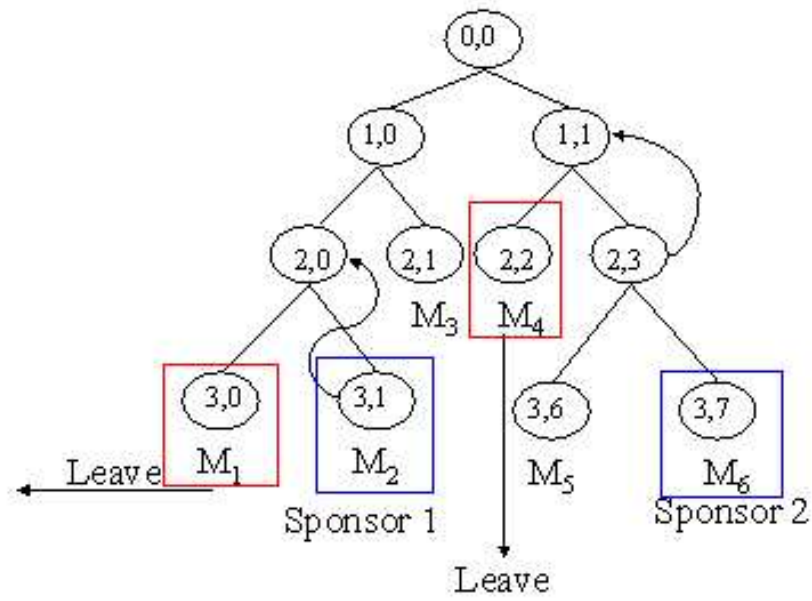 0,0
1,0 1,1
2,0 2,1 2,2 2,3
M3 M4
3,0 3,1 3,6 3,7
M1 M2 M5 M6
Leave
Sponsor 1 Sponsor 2
Leave